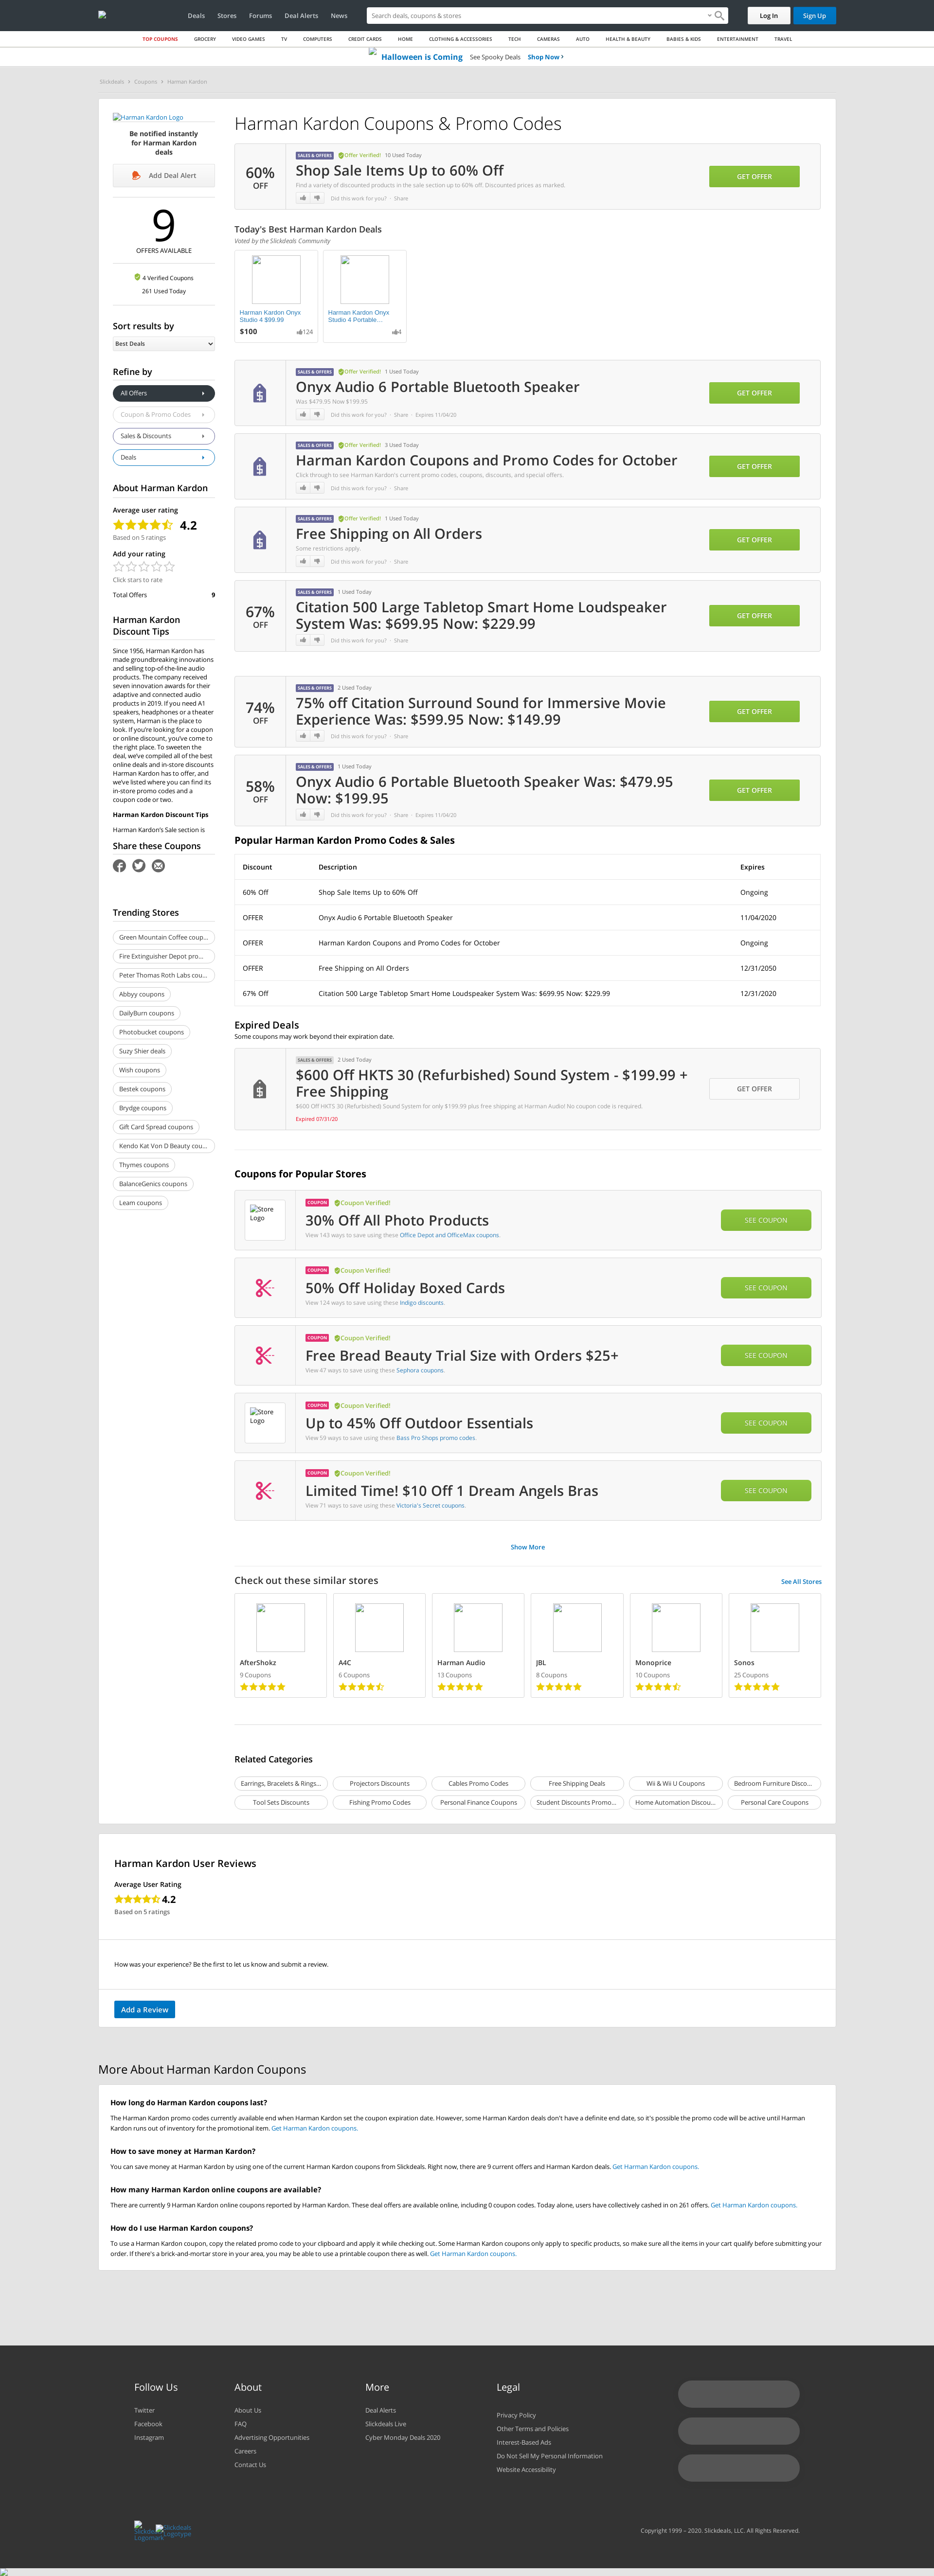 Deals Stores Forums Deal Alerts News
Search deals, coupons & stores
Log In
Sign Up
TOP COUPONS GROCERY VIDEO GAMES TV COMPUTERS CREDIT CARDS HOME CLOTHING & ACCESSORIES TECH CAMERAS AUTO HEALTH & BEAUTY BABIES & KIDS ENTERTAINMENT TRAVEL
Halloween is Coming See Spooky Deals Shop Now ›
Slickdeals › Coupons › Harman Kardon
Harman Kardon Logo
Be notified instantly
for Harman Kardon
deals
Add Deal Alert
9
OFFERS AVAILABLE
4 Verified Coupons
261 Used Today
Sort results by
Best Deals
Refine by
All Offers
Coupon & Promo Codes
Sales & Discounts
Deals
About Harman Kardon
Average user rating
4.2
Based on 5 ratings
Add your rating
Click stars to rate
Total Offers 9
Harman Kardon
Discount Tips
Since 1956, Harman Kardon has
made groundbreaking innovations
and selling top-of-the-line audio
products. The company received
seven innovation awards for their
adaptive and connected audio
products in 2019. If you need A1
speakers, headphones or a theater
system, Harman is the place to
look. If you're looking for a coupon
or online discount, you've come to
the right place. To sweeten the
deal, we've compiled all of the best
online deals and in-store discounts
Harman Kardon has to offer, and
we've listed where you can find its
in-store promo codes and a
coupon code or two.
Harman Kardon Discount Tips
Harman Kardon's Sale section is
Share these Coupons
Trending Stores
Green Mountain Coffee coup...
Fire Extinguisher Depot pro...
Peter Thomas Roth Labs cou...
Abbyy coupons
DailyBurn coupons
Photobucket coupons
Suzy Shier deals
Wish coupons
Bestek coupons
Brydge coupons
Gift Card Spread coupons
Kendo Kat Von D Beauty cou...
Thymes coupons
BalanceGenics coupons
Leam coupons
Harman Kardon Coupons & Promo Codes
60%
OFF
SALES & OFFERS Offer Verified! 10 Used Today
Shop Sale Items Up to 60% Off
Find a variety of discounted products in the sale section up to 60% off. Discounted prices as marked.
Did this work for you? · Share
GET OFFER
Today's Best Harman Kardon Deals
Voted by the Slickdeals Community
Harman Kardon Onyx
Studio 4 $99.99
$100 124
Harman Kardon Onyx
Studio 4 Portable...
4
SALES & OFFERS Offer Verified! 1 Used Today
Onyx Audio 6 Portable Bluetooth Speaker
Was $479.95 Now $199.95
Did this work for you? · Share · Expires 11/04/20
GET OFFER
SALES & OFFERS Offer Verified! 3 Used Today
Harman Kardon Coupons and Promo Codes for October
Click through to see Harman Kardon's current promo codes, coupons, discounts, and special offers.
Did this work for you? · Share
GET OFFER
SALES & OFFERS Offer Verified! 1 Used Today
Free Shipping on All Orders
Some restrictions apply.
Did this work for you? · Share
GET OFFER
67%
OFF
SALES & OFFERS 1 Used Today
Citation 500 Large Tabletop Smart Home Loudspeaker
System Was: $699.95 Now: $229.99
Did this work for you? · Share
GET OFFER
74%
OFF
SALES & OFFERS 2 Used Today
75% off Citation Surround Sound for Immersive Movie
Experience Was: $599.95 Now: $149.99
Did this work for you? · Share
GET OFFER
58%
OFF
SALES & OFFERS 1 Used Today
Onyx Audio 6 Portable Bluetooth Speaker Was: $479.95
Now: $199.95
Did this work for you? · Share · Expires 11/04/20
GET OFFER
Popular Harman Kardon Promo Codes & Sales
Discount Description Expires
60% Off Shop Sale Items Up to 60% Off Ongoing
OFFER Onyx Audio 6 Portable Bluetooth Speaker 11/04/2020
OFFER Harman Kardon Coupons and Promo Codes for October Ongoing
OFFER Free Shipping on All Orders 12/31/2050
67% Off Citation 500 Large Tabletop Smart Home Loudspeaker System Was: $699.95 Now: $229.99 12/31/2020
Expired Deals
Some coupons may work beyond their expiration date.
SALES & OFFERS 2 Used Today
$600 Off HKTS 30 (Refurbished) Sound System - $199.99 +
Free Shipping
$600 Off HKTS 30 (Refurbished) Sound System for only $199.99 plus free shipping at Harman Audio! No coupon code is required.
Expired 07/31/20
GET OFFER
Coupons for Popular Stores
Store
Logo
COUPON Coupon Verified!
30% Off All Photo Products
View 143 ways to save using these Office Depot and OfficeMax coupons.
SEE COUPON
COUPON Coupon Verified!
50% Off Holiday Boxed Cards
View 124 ways to save using these Indigo discounts.
SEE COUPON
COUPON Coupon Verified!
Free Bread Beauty Trial Size with Orders $25+
View 47 ways to save using these Sephora coupons.
SEE COUPON
Store
Logo
COUPON Coupon Verified!
Up to 45% Off Outdoor Essentials
View 59 ways to save using these Bass Pro Shops promo codes.
SEE COUPON
COUPON Coupon Verified!
Limited Time! $10 Off 1 Dream Angels Bras
View 71 ways to save using these Victoria's Secret coupons.
SEE COUPON
Show More
Check out these similar stores See All Stores
AfterShokz
9 Coupons
A4C
6 Coupons
Harman Audio
13 Coupons
JBL
8 Coupons
Monoprice
10 Coupons
Sonos
25 Coupons
Related Categories
Earrings, Bracelets & Rings... Projectors Discounts Cables Promo Codes Free Shipping Deals Wii & Wii U Coupons Bedroom Furniture Disco...
Tool Sets Discounts Fishing Promo Codes Personal Finance Coupons Student Discounts Promo... Home Automation Discou... Personal Care Coupons
Harman Kardon User Reviews
Average User Rating
4.2
Based on 5 ratings
How was your experience? Be the first to let us know and submit a review.
Add a Review
More About Harman Kardon Coupons
How long do Harman Kardon coupons last?
The Harman Kardon promo codes currently available end when Harman Kardon set the coupon expiration date. However, some Harman Kardon deals don't have a definite end date, so it's possible the promo code will be active until Harman
Kardon runs out of inventory for the promotional item. Get Harman Kardon coupons.
How to save money at Harman Kardon?
You can save money at Harman Kardon by using one of the current Harman Kardon coupons from Slickdeals. Right now, there are 9 current offers and Harman Kardon deals. Get Harman Kardon coupons.
How many Harman Kardon online coupons are available?
There are currently 9 Harman Kardon online coupons reported by Harman Kardon. These deal offers are available online, including 0 coupon codes. Today alone, users have collectively cashed in on 261 offers. Get Harman Kardon coupons.
How do I use Harman Kardon coupons?
To use a Harman Kardon coupon, copy the related promo code to your clipboard and apply it while checking out. Some Harman Kardon coupons only apply to specific products, so make sure all the items in your cart qualify before submitting your
order. If there's a brick-and-mortar store in your area, you may be able to use a printable coupon there as well. Get Harman Kardon coupons.
Follow Us
Twitter
Facebook
Instagram
About
About Us
FAQ
Advertising Opportunities
Careers
Contact Us
More
Deal Alerts
Slickdeals Live
Cyber Monday Deals 2020
Legal
Privacy Policy
Other Terms and Policies
Interest-Based Ads
Do Not Sell My Personal Information
Website Accessibility
Slickdeals
Logotype
Copyright 1999 – 2020. Slickdeals, LLC. All Rights Reserved.